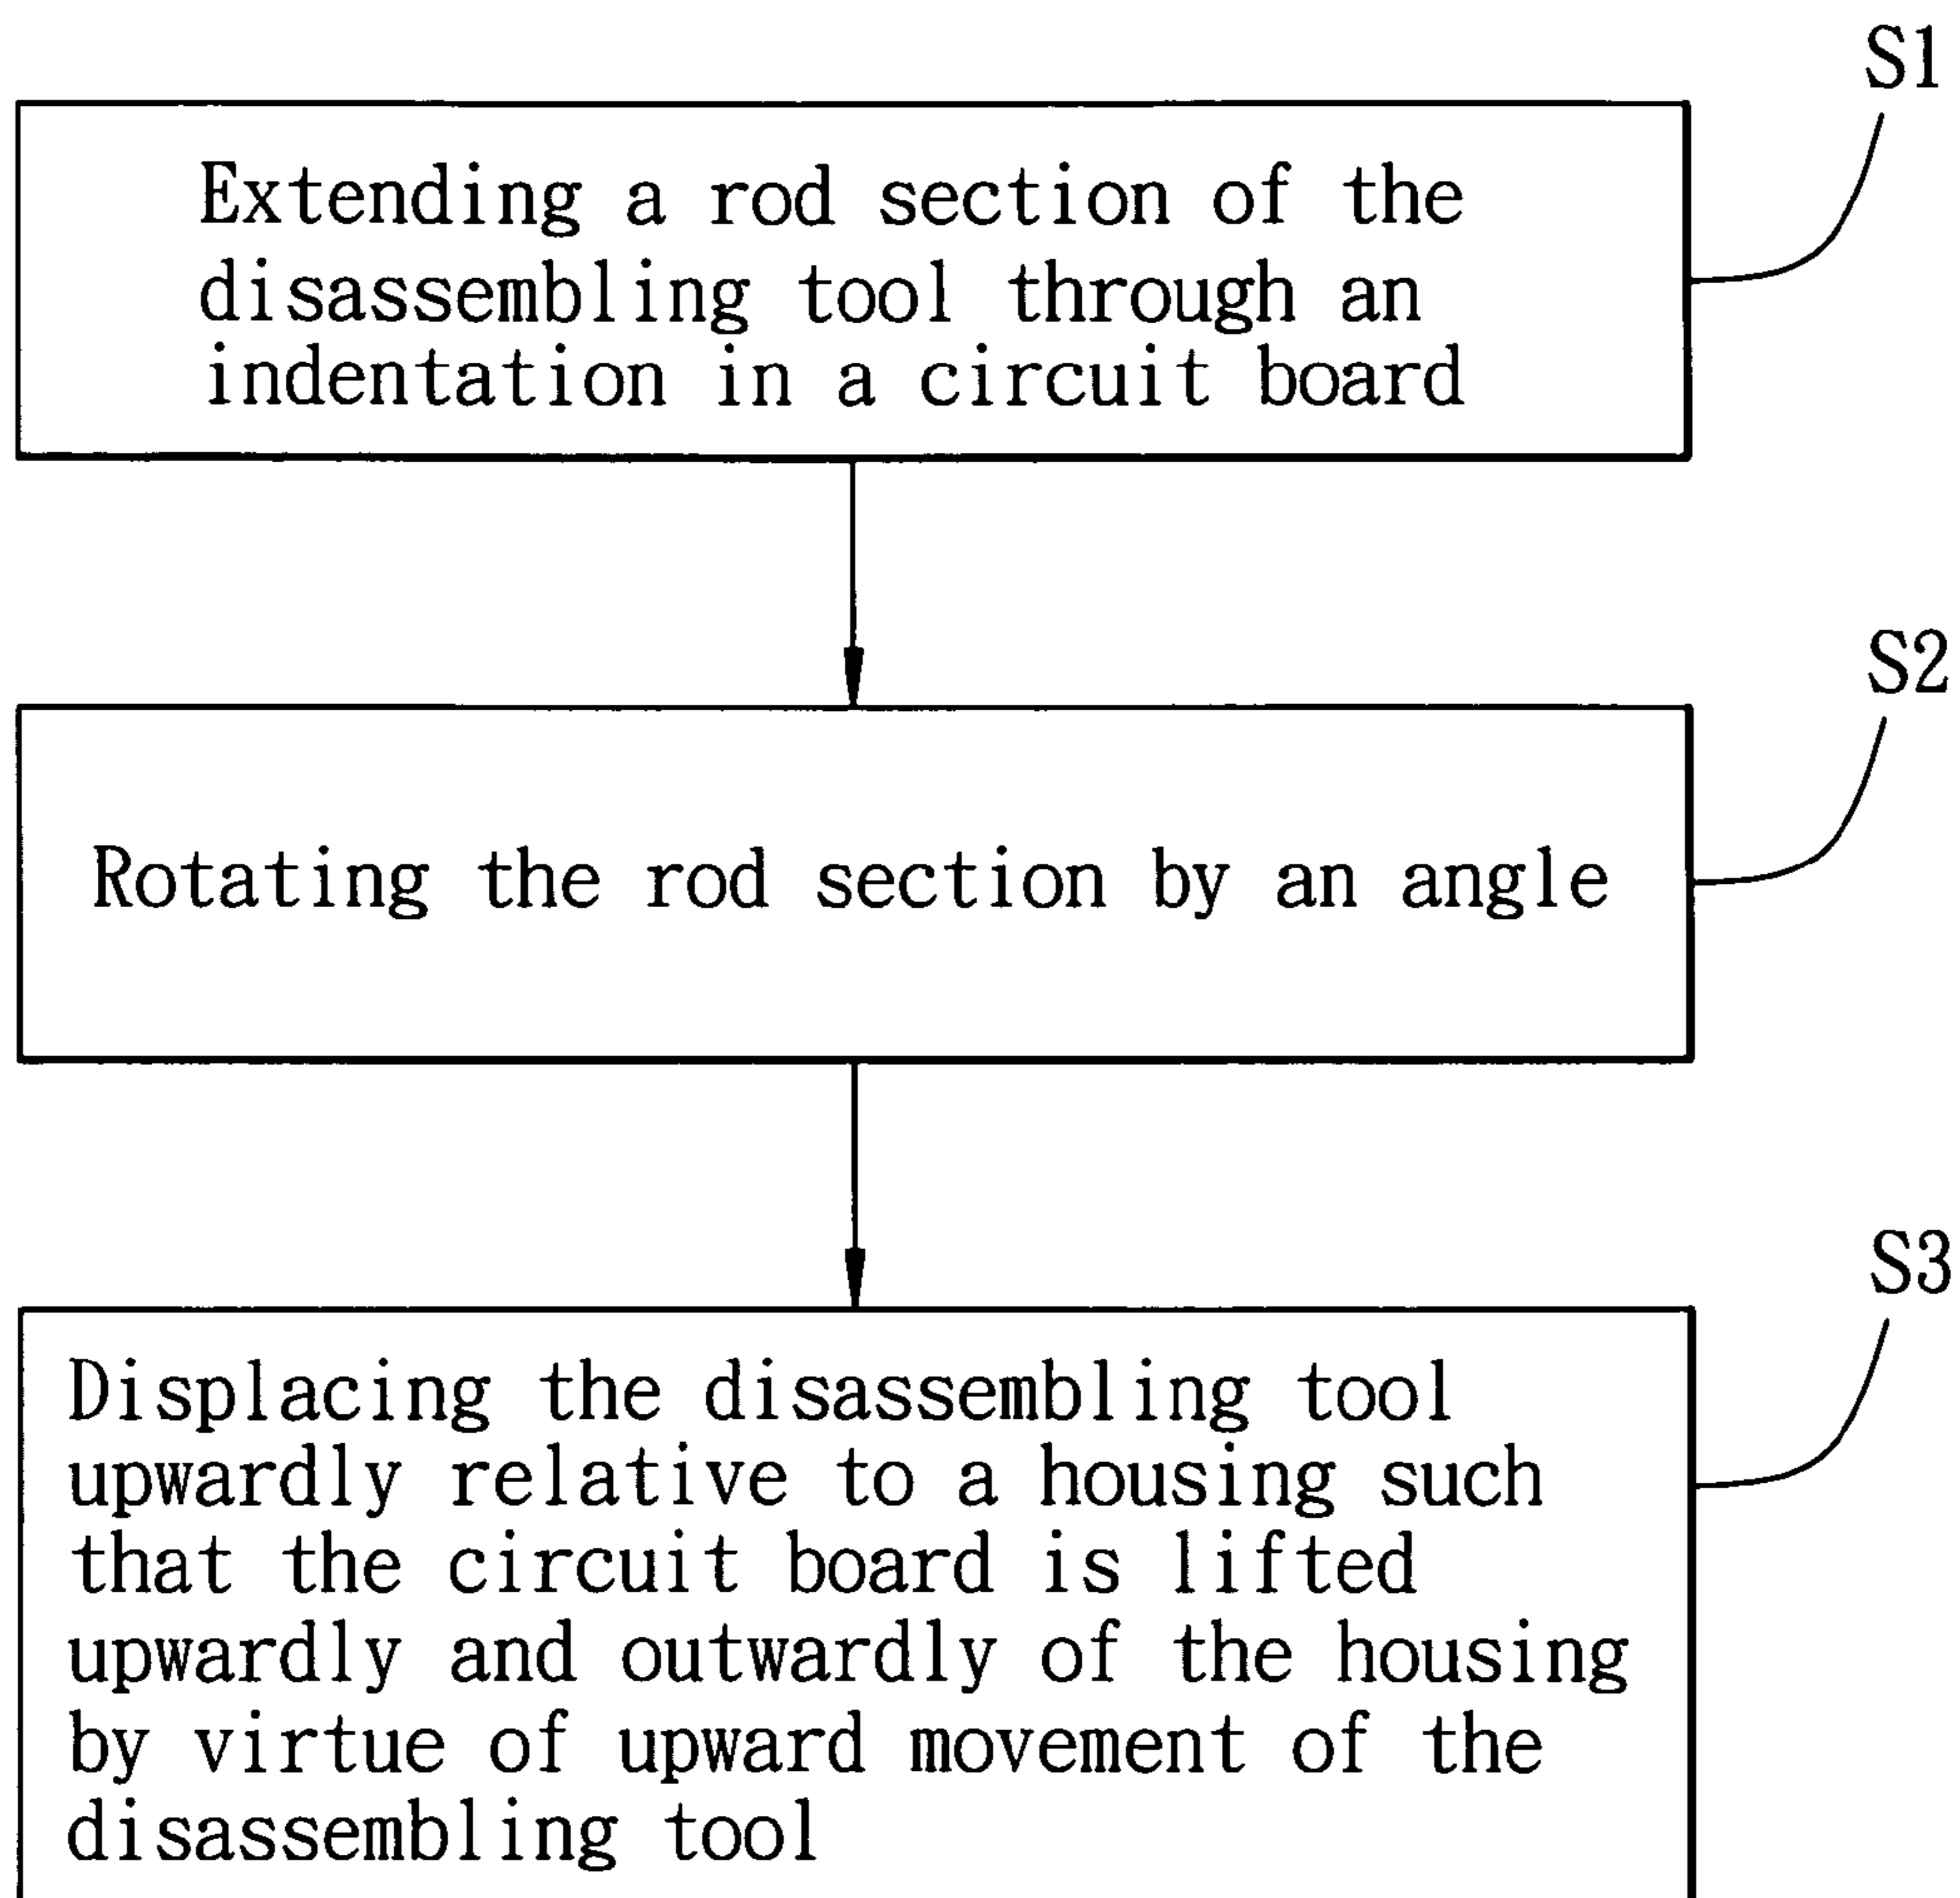 S1
Extending a rod section of the
disassembling tool through an
indentation in a circuit board
S2
Rotating the rod section by an angle
S3
Displacing the disassembling tool
upwardly relative to a housing such
that the circuit board is lifted
upwardly and outwardly of the housing
by virtue of upward movement of the
disassembling tool